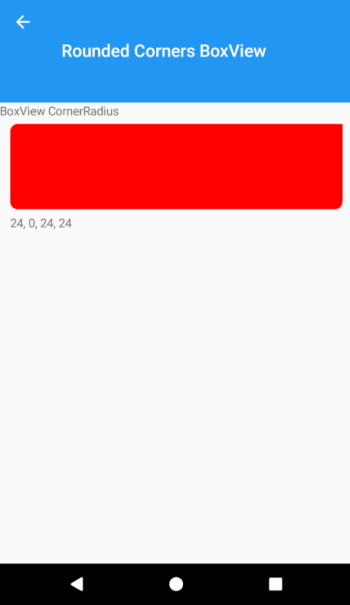 Rounded Corners BoxView
BoxView CornerRadius
24, 0, 24, 24